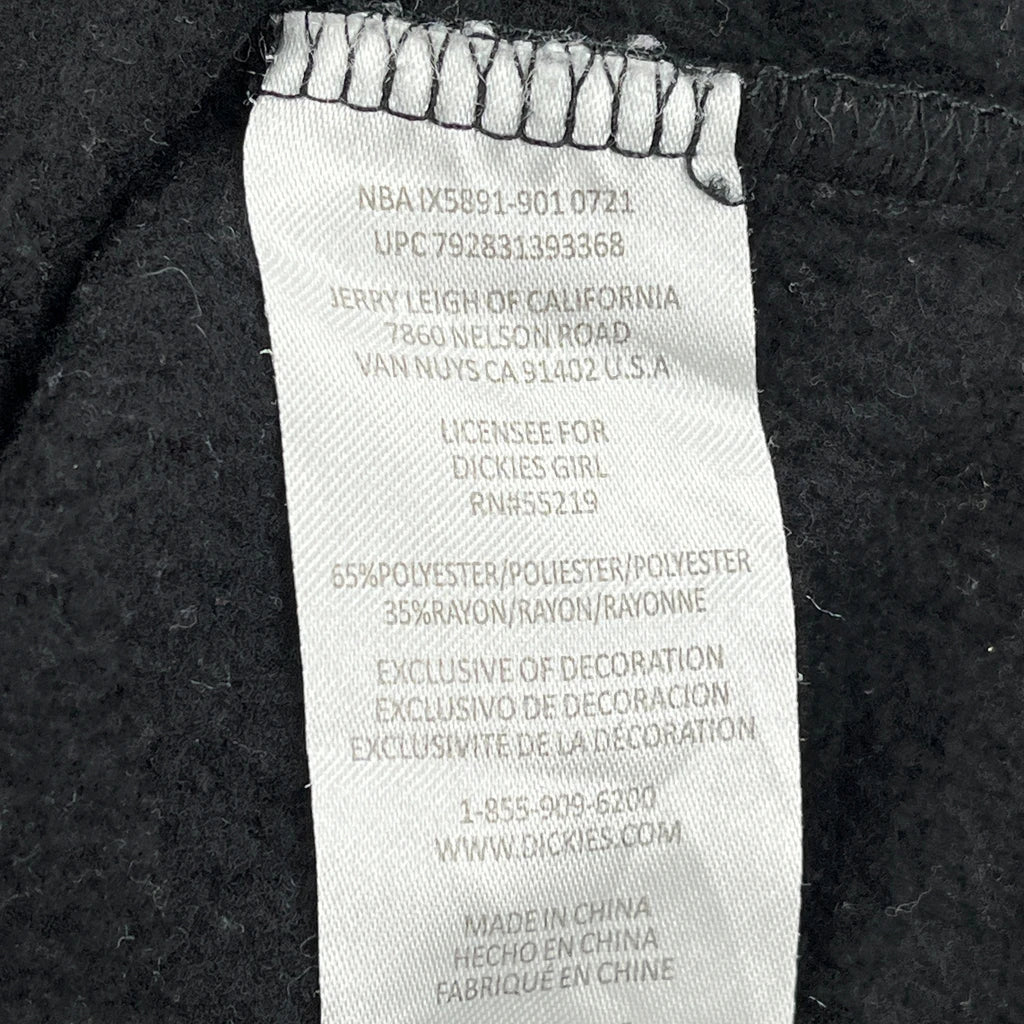 NBA IX5891-901 0721
UPC 792831393368
JERRY LEIGH OF CALIFORNIA
7860 NELSON ROAD
VAN NUYS CA 91402 U.S.A
LICENSEE FOR
DICKIES GIRL
RN#55219
65%POLYESTER/POLIESTER/POLYESTER
35%RAYON/RAYON/RAYONNE
EXCLUSIVE OF DECORATION
EXCLUSIVO DE DECORACION
EXCLUSIVITE DE LA DÉCORATION
1-855-909-6200
WWW.DICKIES.COM
MADE IN CHINA
HECHO EN CHINA
FABRIQUÉ EN CHINE